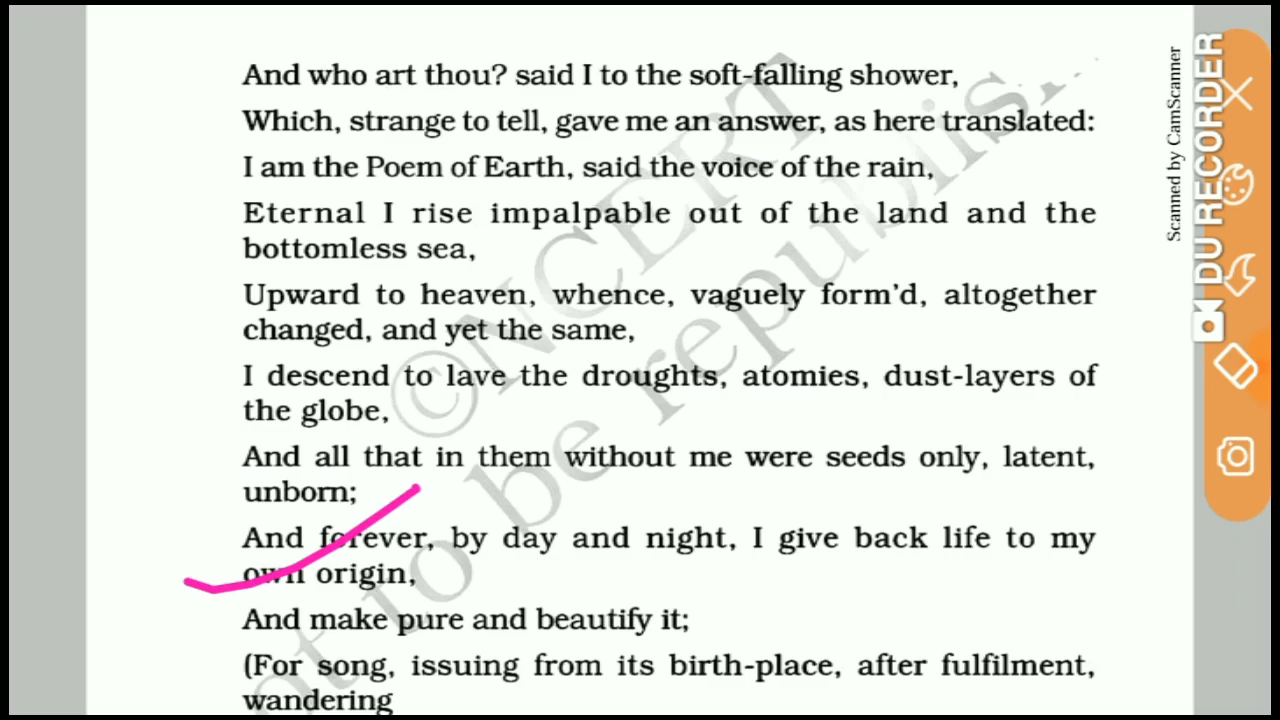 And who art thou? said I to the soft-falling shower,
Which, strange to tell, gave me an answer, as here translated:
I am the Poem of Earth, said the voice of the rain,
Eternal I rise impalpable out of the land and the
bottomless sea,
Upward to heaven, whence, vaguely form'd, altogether
changed, and yet the same,
I descend to lave the droughts, atomies, dust-layers of
the globe,
And all that in them without me were seeds only, latent,
unborn;
And forever, by day and night, I give back life to my
own origin,
And make pure and beautify it;
(For song, issuing from its birth-place, after fulfilment,
wandering
©NCERT
not to be republis
Scanned by CamScanner
DU RECORDER